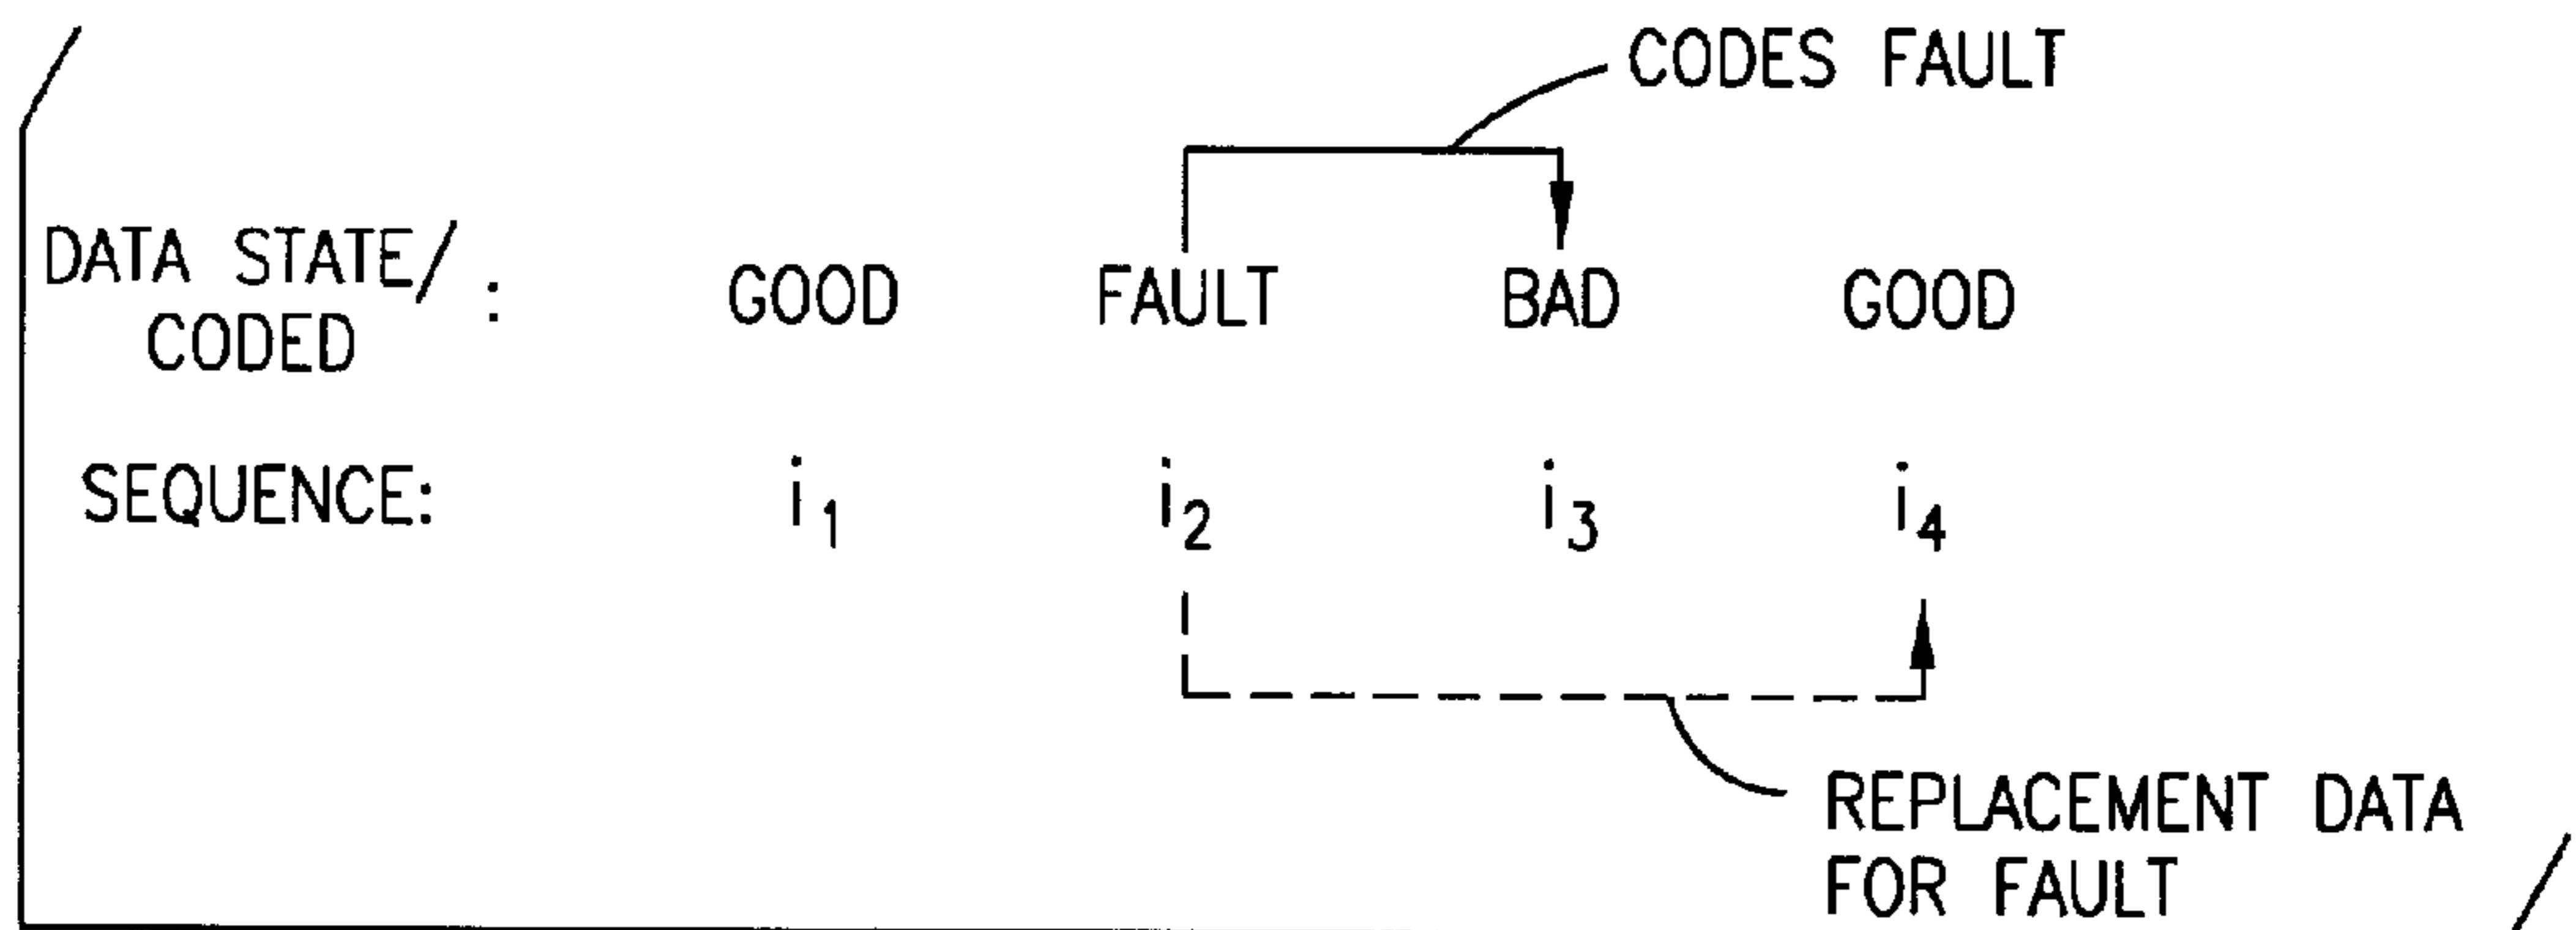 CODES FAULT
DATA STATE/ : GOOD FAULT BAD GOOD
CODED
SEQUENCE: i1 i2 i3 i4
REPLACEMENT DATA
FOR FAULT